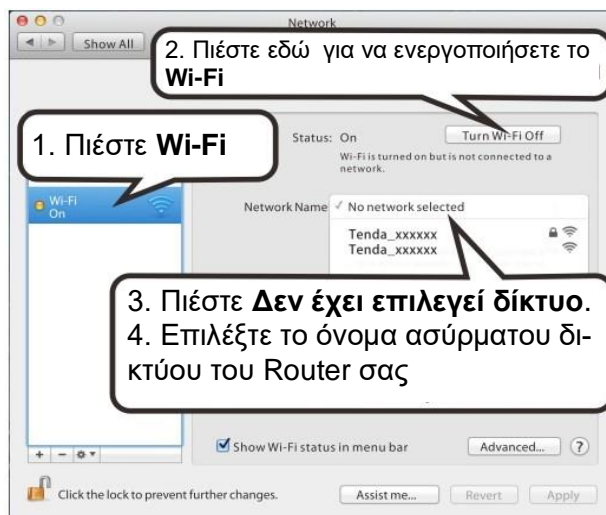 Network
Show All
2. Πιέστε εδώ για να ενεργοποιήσετε το
Wi-Fi
1. Πιέστε Wi-Fi
Status: On
Turn Wi-Fi Off
Wi-Fi is turned on but is not connected to a
network.
Wi-Fi
On
Network Name ✓ No network selected
Tenda_xxxxxx
Tenda_xxxxxx
3. Πιέστε Δεν έχει επιλεγεί δίκτυο.
4. Επιλέξτε το όνομα ασύρματου δι-
κτύου του Router σας
Show Wi-Fi status in menu bar
Advanced...
?
Click the lock to prevent further changes.
Assist me...
Revert
Apply